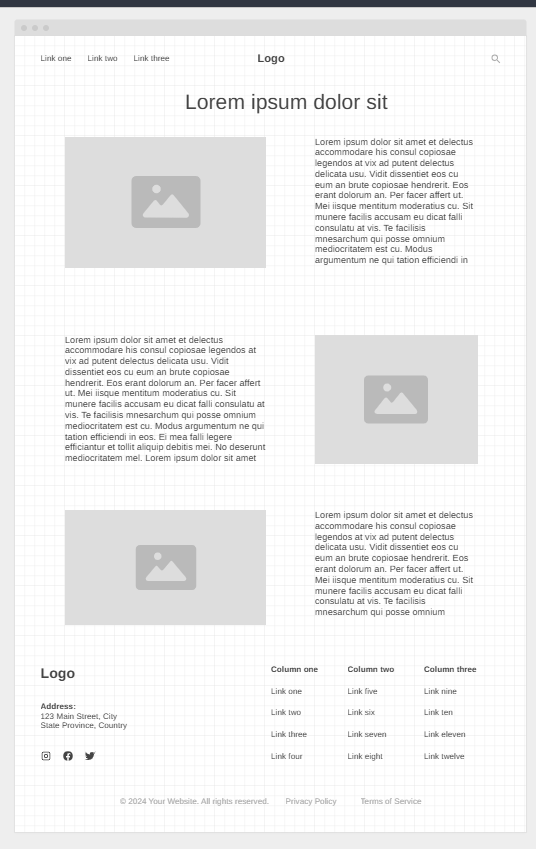 Link one Link two Link three Logo
Lorem ipsum dolor sit
Lorem ipsum dolor sit amet et delectus
accommodare his consul copiosae
legendos at vix ad putent delectus
delicata usu. Vidit dissentiet eos cu
eum an brute copiosae hendrerit. Eos
erant dolorum an. Per facer affert ut.
Mei iisque mentitum moderatius cu. Sit
munere facilis accusam eu dicat falli
consulatu at vis. Te facilisis
mnesarchum qui posse omnium
mediocritatem est cu. Modus
argumentum ne qui tation efficiendi in
Lorem ipsum dolor sit amet et delectus
accommodare his consul copiosae legendos at
vix ad putent delectus delicata usu. Vidit
dissentiet eos cu eum an brute copiosae
hendrerit. Eos erant dolorum an. Per facer affert
ut. Mei iisque mentitum moderatius cu. Sit
munere facilis accusam eu dicat falli consulatu at
vis. Te facilisis mnesarchum qui posse omnium
mediocritatem est cu. Modus argumentum ne qui
tation efficiendi in eos. Ei mea falli legere
efficiantur et tollit aliquip debitis mei. No deserunt
mediocritatem mel. Lorem ipsum dolor sit amet
Lorem ipsum dolor sit amet et delectus
accommodare his consul copiosae
legendos at vix ad putent delectus
delicata usu. Vidit dissentiet eos cu
eum an brute copiosae hendrerit. Eos
erant dolorum an. Per facer affert ut.
Mei iisque mentitum moderatius cu. Sit
munere facilis accusam eu dicat falli
consulatu at vis. Te facilisis
mnesarchum qui posse omnium
Logo
Address:
123 Main Street, City
State Province, Country
Column one
Link one
Link two
Link three
Link four
Column two
Link five
Link six
Link seven
Link eight
Column three
Link nine
Link ten
Link eleven
Link twelve
© 2024 Your Website. All rights reserved. Privacy Policy Terms of Service